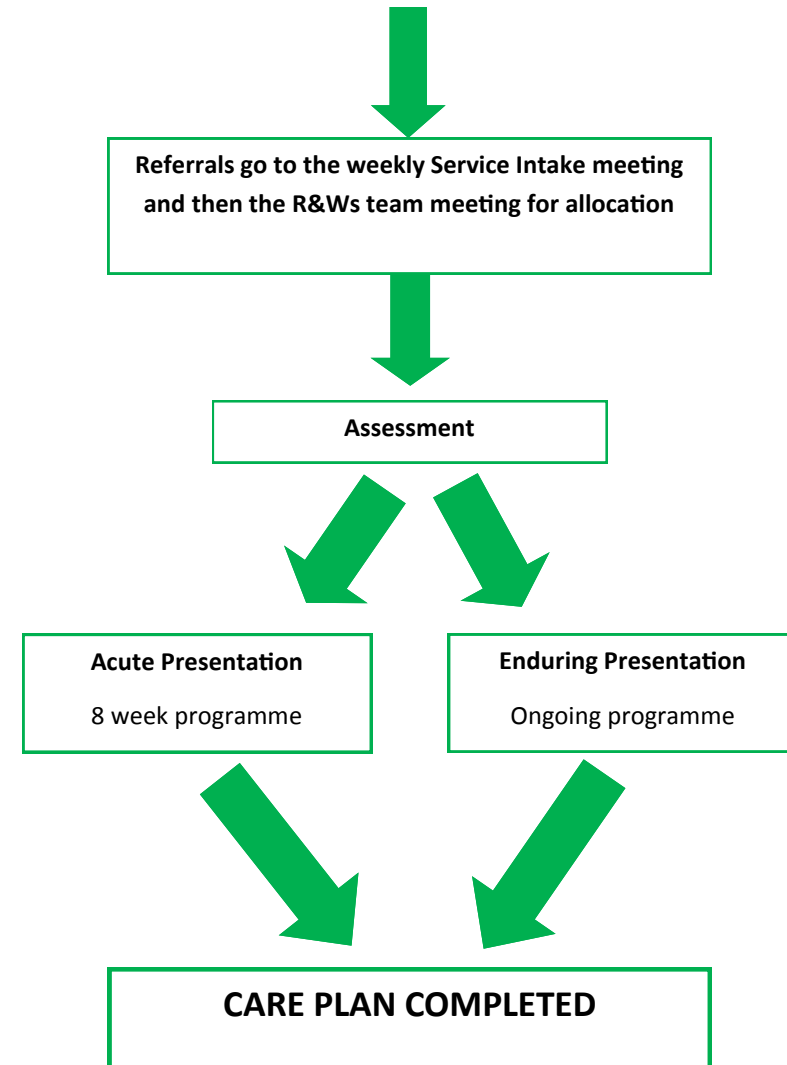 Referrals go to the weekly Service Intake meeting
and then the R&Ws team meeting for allocation
Assessment
Acute Presentation
8 week programme
Enduring Presentation
Ongoing programme
CARE PLAN COMPLETED